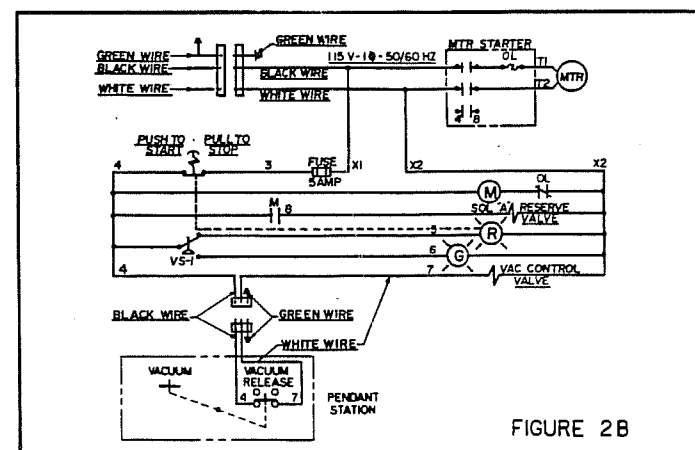 GREEN WIRE
GREEN WIRE
115 V-1Φ-50/60 HZ
MTR STARTER
BLACK WIRE
BLACK WIRE
OL
T1
MTR
WHITE WIRE
WHITE WIRE
T2
4 8
PUSH TO START
PULL TO STOP
4
3
FUSE
5AMP
X1
X2
X2
M
OL
M
8
SOL "A" RESERVE
VALVE
5
R
VS-1
6
G
4
7
VAC CONTROL
VALVE
BLACK WIRE
GREEN WIRE
WHITE WIRE
VACUUM
VACUUM
RELEASE
4
7
PENDANT
STATION
FIGURE 2B